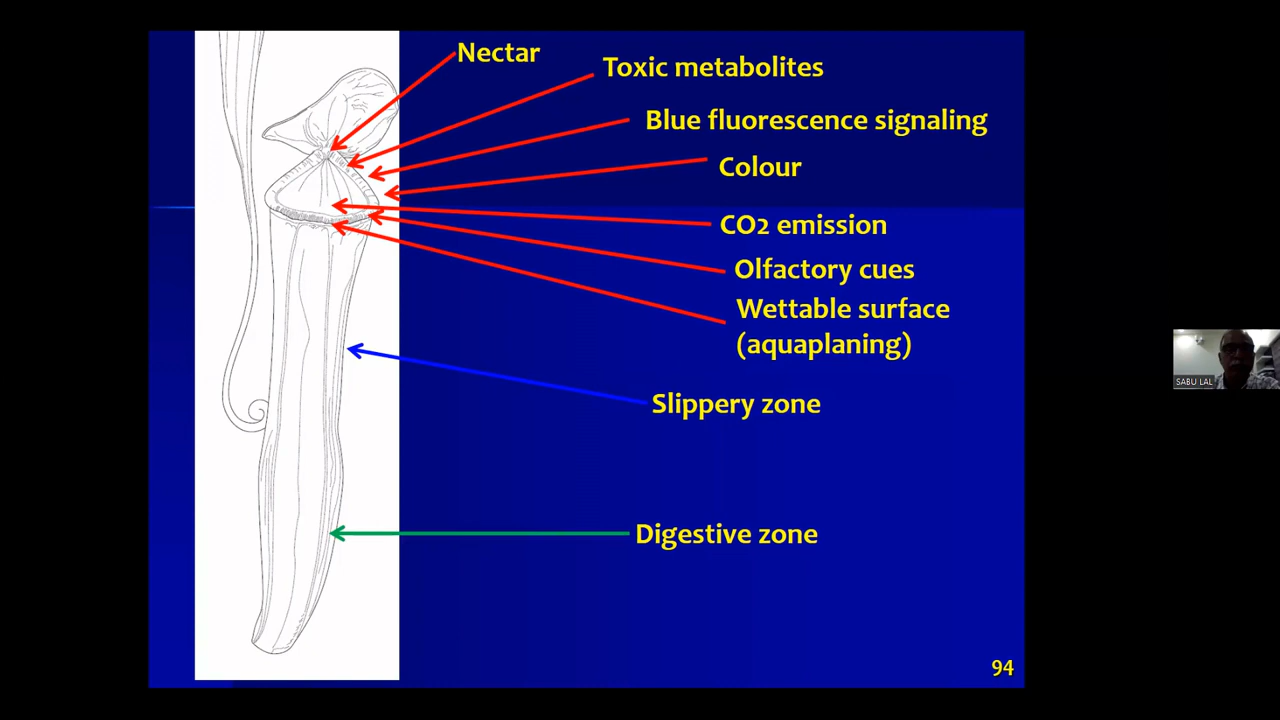 Nectar
Toxic metabolites
Blue fluorescence signaling
Colour
CO2 emission
Olfactory cues
Wettable surface
(aquaplaning)
SABU LAL
Slippery zone
Digestive zone
94